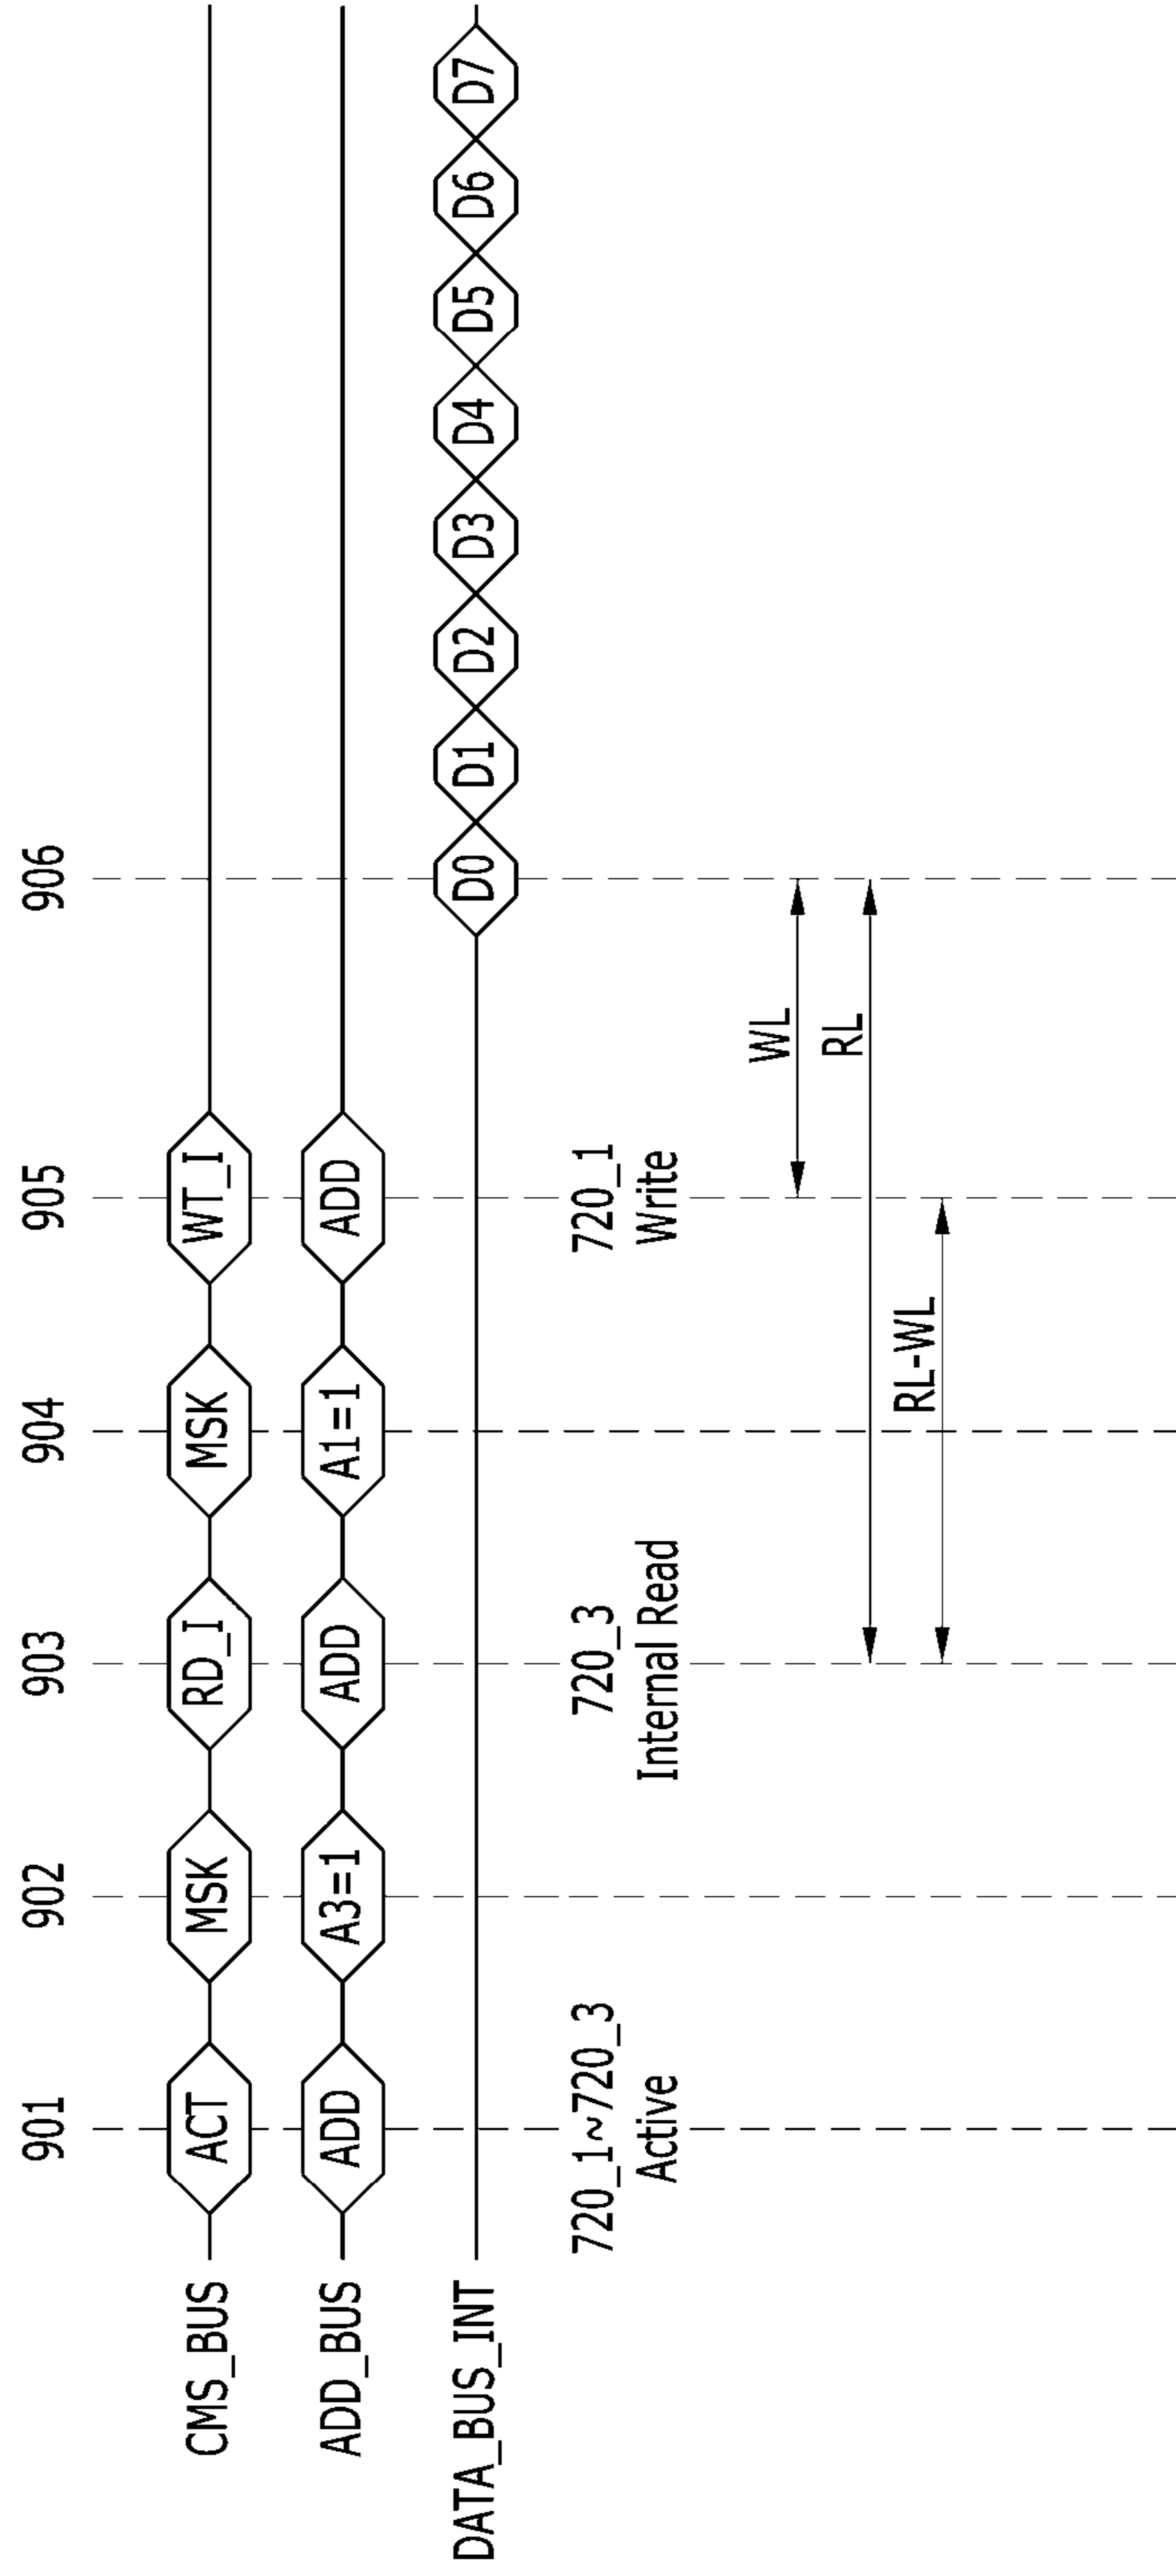 901 902 903 904 905 906
CMS_BUS ACT MSK RD_I MSK WT_I
ADD_BUS ADD A3=1 ADD A1=1 ADD
DATA_BUS_INT D0 D1 D2 D3 D4 D5 D6 D7
720_1~720_3 720_3 720_1
Active Internal Read Write
WL
RL
RL-WL